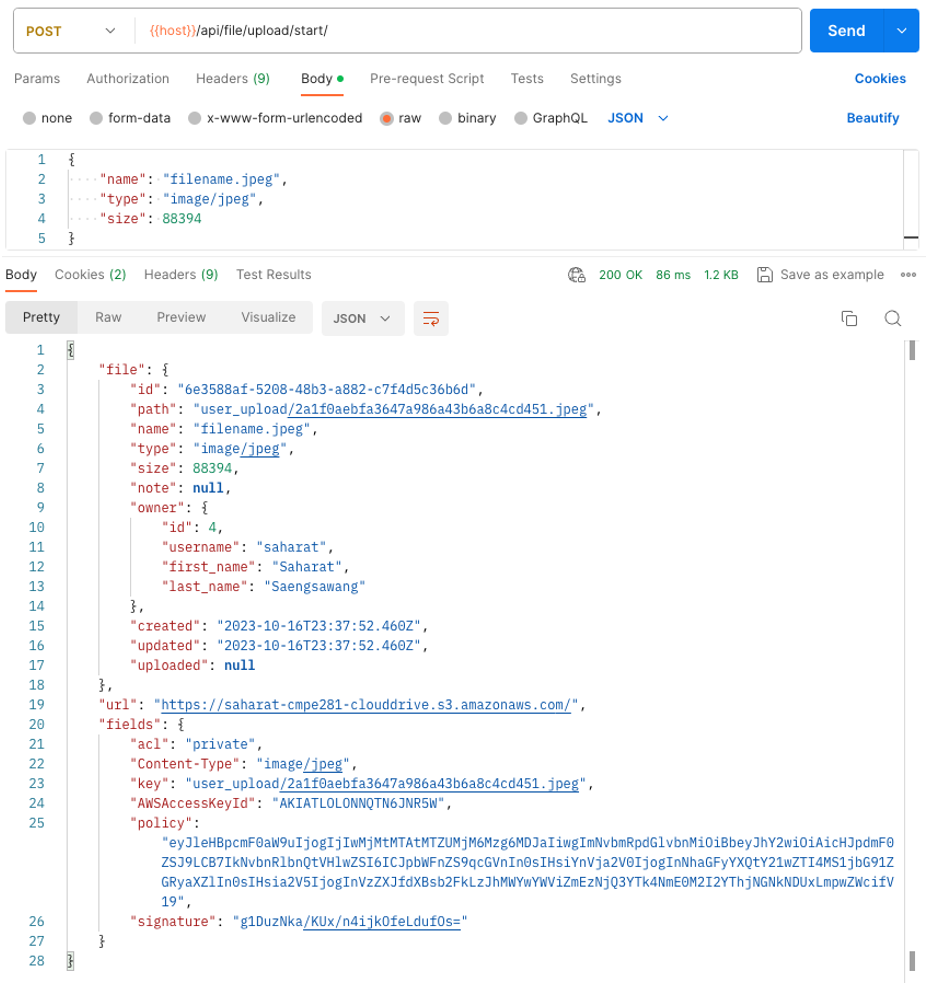 POST {{host}}/api/file/upload/start/ Send
Params Authorization Headers (9) Body Pre-request Script Tests Settings Cookies
none form-data x-www-form-urlencoded raw binary GraphQL JSON Beautify
1 {
2 "name": "filename.jpeg",
3 "type": "image/jpeg",
4 "size": 88394
5 }
Body Cookies (2) Headers (9) Test Results 200 OK 86 ms 1.2 KB Save as example
Pretty Raw Preview Visualize JSON
1 {
2 "file": {
3 "id": "6e3588af-5208-48b3-a882-c7f4d5c36b6d",
4 "path": "user_upload/2a1f0aebfa3647a986a43b6a8c4cd451.jpeg",
5 "name": "filename.jpeg",
6 "type": "image/jpeg",
7 "size": 88394,
8 "note": null,
9 "owner": {
10 "id": 4,
11 "username": "saharat",
12 "first_name": "Saharat",
13 "last_name": "Saengsawang"
14 },
15 "created": "2023-10-16T23:37:52.460Z",
16 "updated": "2023-10-16T23:37:52.460Z",
17 "uploaded": null
18 },
19 "url": "https://saharat-cmpe281-clouddrive.s3.amazonaws.com/",
20 "fields": {
21 "acl": "private",
22 "Content-Type": "image/jpeg",
23 "key": "user_upload/2a1f0aebfa3647a986a43b6a8c4cd451.jpeg",
24 "AWSAccessKeyId": "AKIATLOLONNQTN6JNR5W",
25 "policy":
"eyJleHBpcmF0aW9uIjogIjIwMjMtMTAtMTZUMjM6Mzg6MDJaIiwgImNvbmRpdGlvbnMiOiBbeyJhY2wiOiAicHJpdmF0
ZSJ9LCB7IkNvbnRlbnQtVHlwZSI6ICJpbWFnZS9qcGVnIn0sIHsiYnVja2V0IjogInNhaGFyYXQtY21wZTI4MS1jbG91Z
GRyaXZlIn0sIHsia2V5IjogInVzZXJfdXBsb2FkLzJhMWYwYWViZmEzNjQ3YTk4NmE0M2I2YThjNGNkNDUxLmpwZWcifV
19",
26 "signature": "g1DuzNka/KUx/n4ijkOfeLdufOs="
27 }
28 }